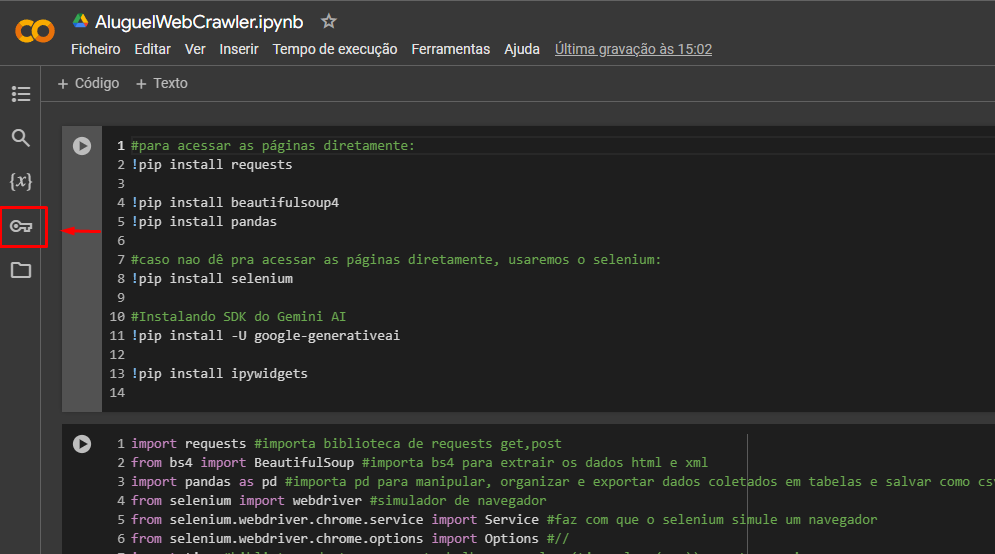 AluguelWebCrawler.ipynb
Ficheiro Editar Ver Inserir Tempo de execução Ferramentas Ajuda Última gravação às 15:02
+ Código + Texto
{x}
1 #para acessar as páginas diretamente:
2 !pip install requests
3
4 !pip install beautifulsoup4
5 !pip install pandas
6
7 #caso nao dê pra acessar as páginas diretamente, usaremos o selenium:
8 !pip install selenium
9
10 #Instalando SDK do Gemini AI
11 !pip install -U google-generativeai
12
13 !pip install ipywidgets
14
1 import requests #importa biblioteca de requests get,post
2 from bs4 import BeautifulSoup #importa bs4 para extrair os dados html e xml
3 import pandas as pd #importa pd para manipular, organizar e exportar dados coletados em tabelas e salvar como
4 from selenium import webdriver #simulador de navegador
5 from selenium.webdriver.chrome.service import Service #faz com que o selenium simule um navegador
6 from selenium.webdriver.chrome.options import Options #//